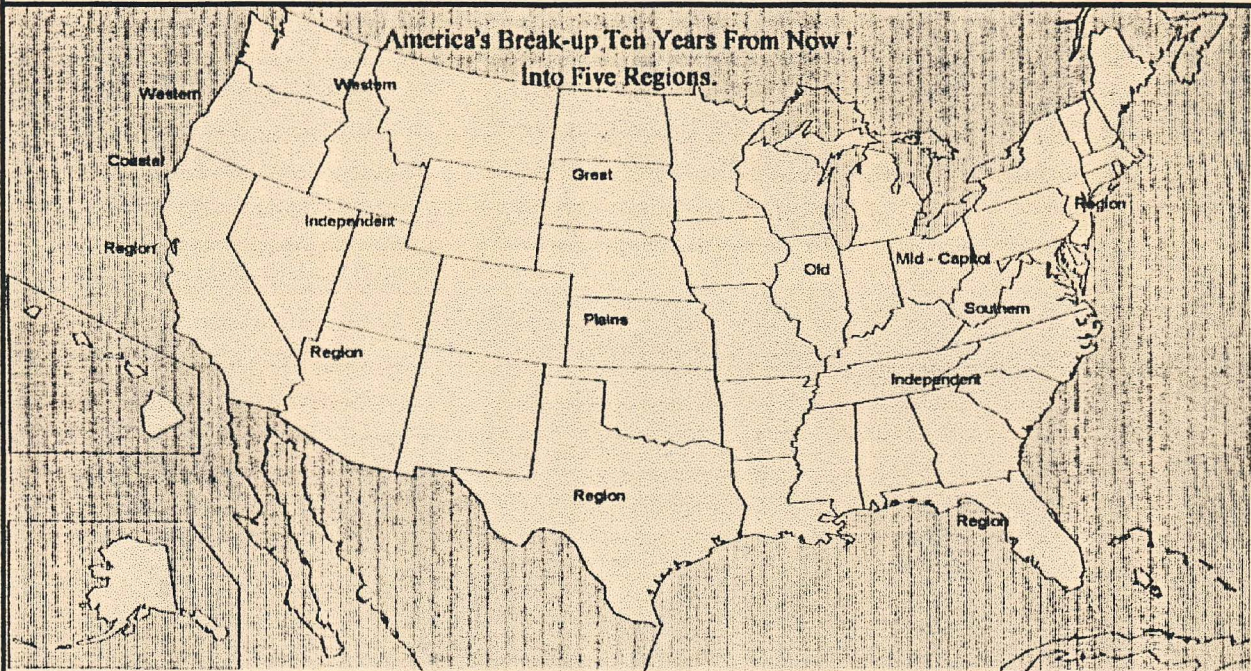 America's Break-up Ten Years From Now !
Into Five Regions.
Western
Coastal
Region
Western
Independent
Region
Great
Plains
Region
Old
Mid - Capitol
Region
Southern
Independent
Region